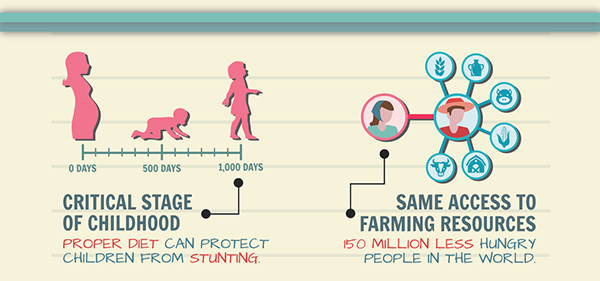 0 DAYS
500 DAYS
1,000 DAYS
CRITICAL STAGE
OF CHILDHOOD
PROPER DIET CAN PROTECT
CHILDREN FROM STUNTING.
SAME ACCESS TO
FARMING RESOURCES
150 MILLION LESS HUNGRY
PEOPLE IN THE WORLD.